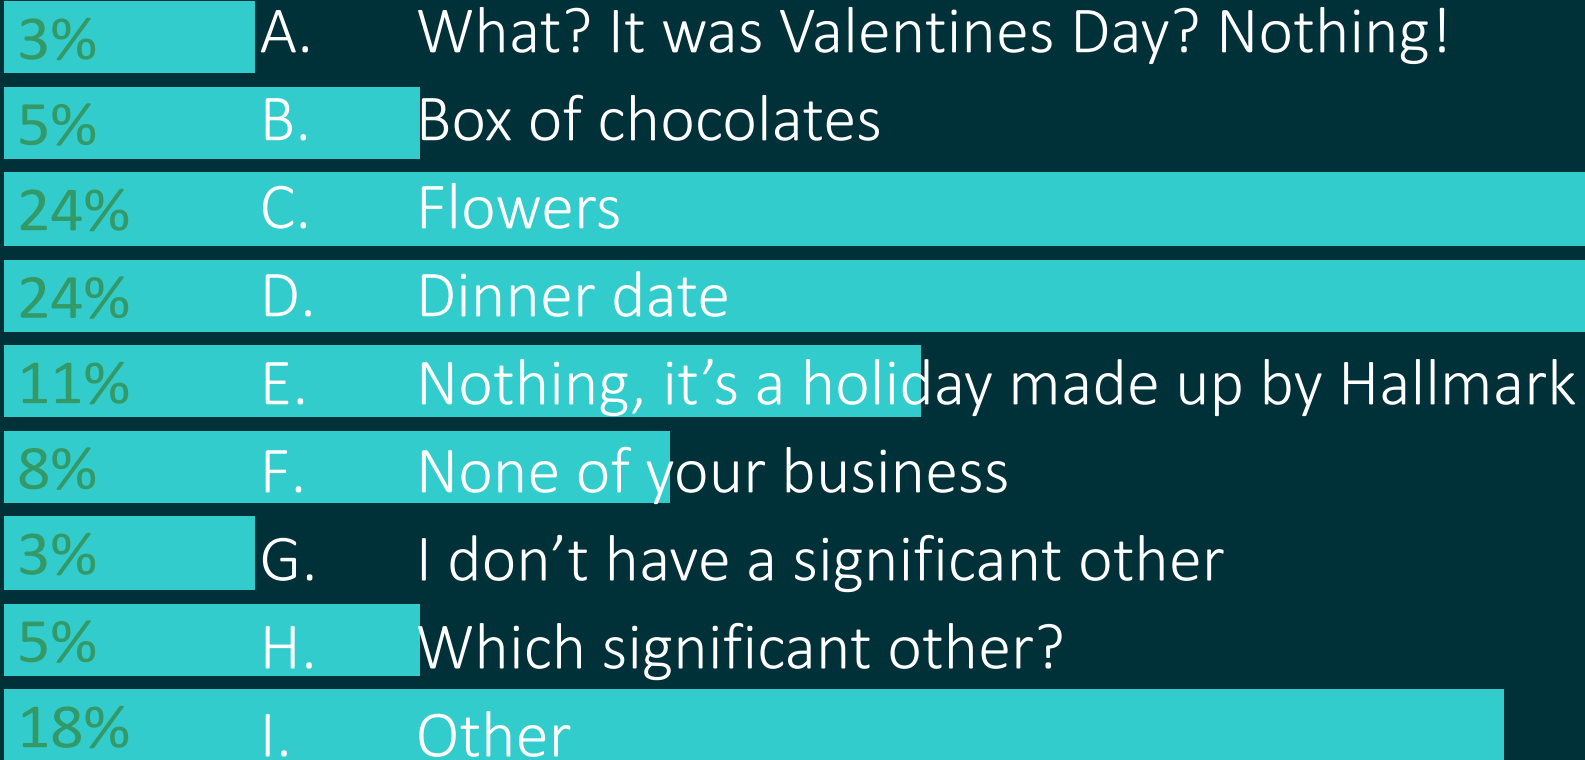 3% A. What? It was Valentines Day? Nothing!
5% B. Box of chocolates
24% C. Flowers
24% D. Dinner date
11% E. Nothing, it’s a holiday made up by Hallmark
8% F. None of your business
3% G. I don’t have a significant other
5% H. Which significant other?
18% I. Other